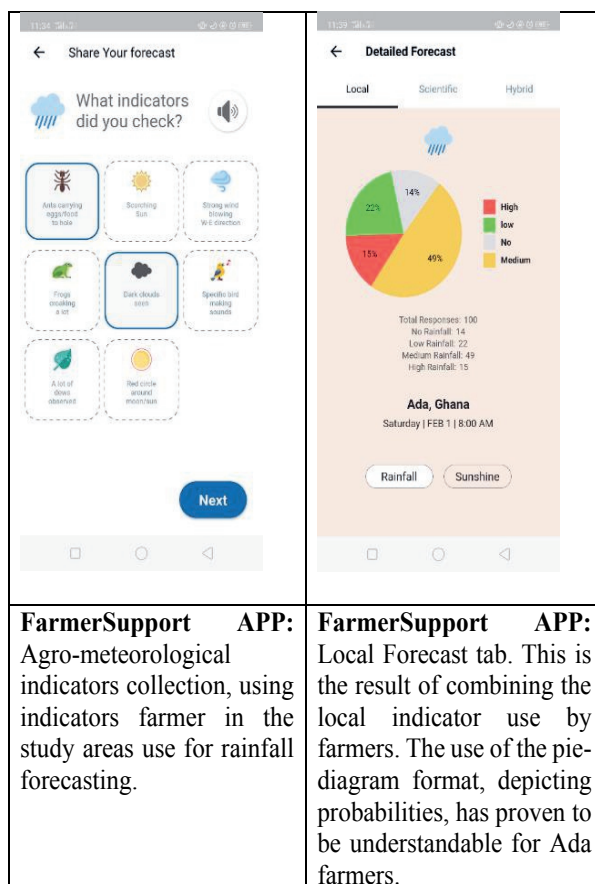 11:34
Share Your forecast
What indicators
did you check?
Ants carrying
eggs/food
to hole
Scorching
Sun
Strong wind
blowing
W-E direction
Frogs
croaking
a lot
Dark clouds
seen
Specific bird
making
sounds
A lot of
dews
observed
Red circle
around
moon/sun
Next
FarmerSupport APP:
Agro-meteorological
indicators collection, using
indicators farmer in the
study areas use for rainfall
forecasting.
11:39
Detailed Forecast
Local Scientific Hybrid
14%
22%
15%
49%
High
low
No
Medium
Total Responses: 100
No Rainfall: 14
Low Rainfall: 22
Medium Rainfall: 49
High Rainfall: 15
Ada, Ghana
Saturday | FEB 1 | 8:00 AM
Rainfall Sunshine
FarmerSupport APP:
Local Forecast tab. This is
the result of combining the
local indicator use by
farmers. The use of the pie-
diagram format, depicting
probabilities, has proven to
be understandable for Ada
farmers.